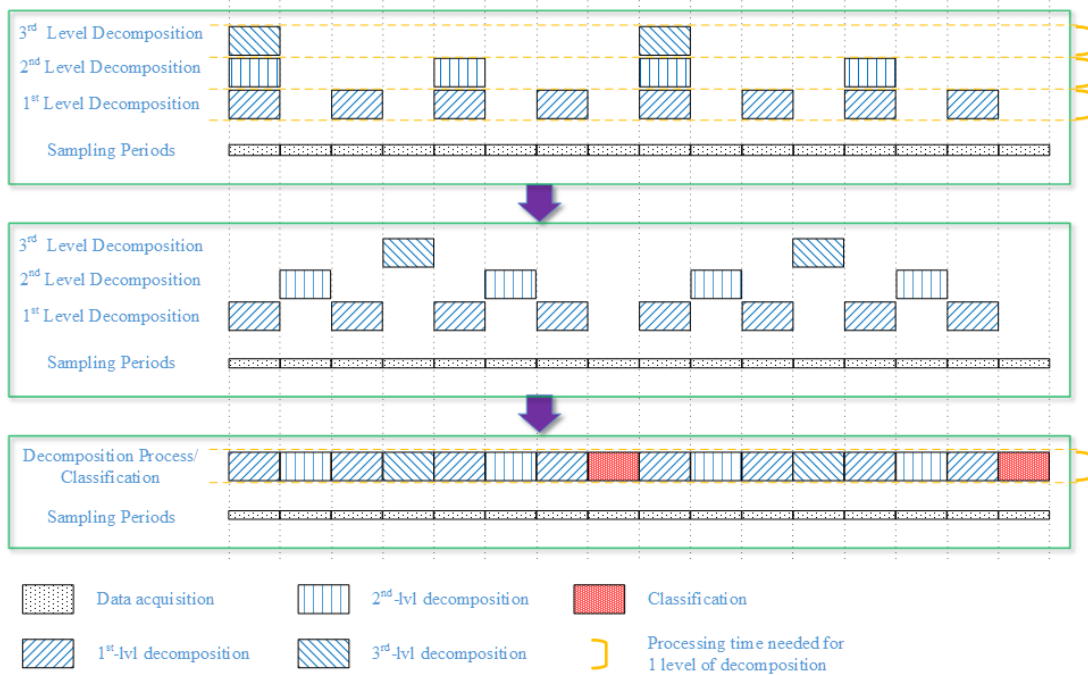 3rd Level Decomposition
2nd Level Decomposition
1st Level Decomposition
Sampling Periods
3rd Level Decomposition
2nd Level Decomposition
1st Level Decomposition
Sampling Periods
Decomposition Process/
Classification
Sampling Periods
Data acquisition
2nd-lvl decomposition
Classification
1st-lvl decomposition
3rd-lvl decomposition
Processing time needed for
1 level of decomposition